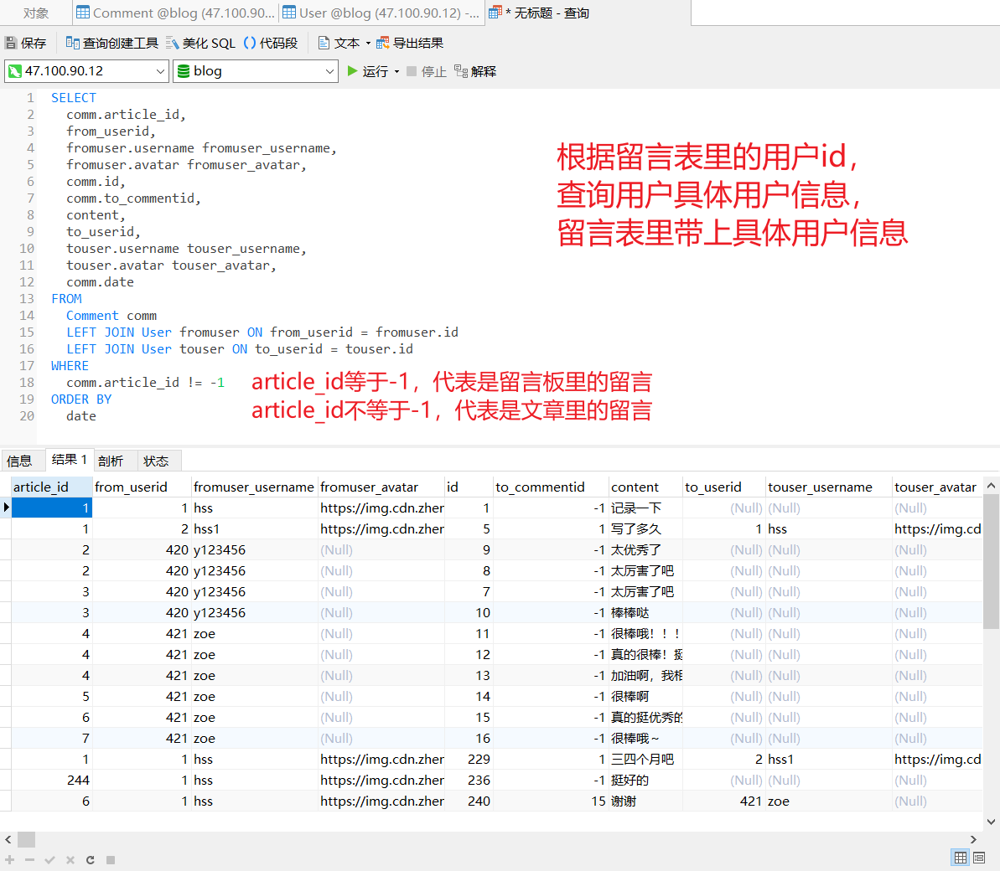 对象 Comment @blog (47.100.90... User @blog (47.100.90.12) -... * 无标题 - 查询
保存 查询创建工具 美化 SQL 代码段 文本 导出结果
47.100.90.12 blog 运行 停止 解释
1 SELECT
2 comm.article_id,
3 from_userid,
4 fromuser.username fromuser_username,
5 fromuser.avatar fromuser_avatar,
6 comm.id,
7 comm.to_commentid,
8 content,
9 to_userid,
10 touser.username touser_username,
11 touser.avatar touser_avatar,
12 comm.date
13 FROM
14 Comment comm
15 LEFT JOIN User fromuser ON from_userid = fromuser.id
16 LEFT JOIN User touser ON to_userid = touser.id
17 WHERE
18 comm.article_id != -1
19 ORDER BY
20 date
根据留言表里的用户id，
查询用户具体用户信息，
留言表里带上具体用户信息
article_id等于-1，代表是留言板里的留言
article_id不等于-1，代表是文章里的留言
信息 结果 1 剖析 状态
article_id from_userid fromuser_username fromuser_avatar id to_commentid content to_userid touser_username touser_avatar
1 1 hss https://img.cdn.zher 1 -1 记录一下 (Null) (Null) (Null)
1 2 hss1 https://img.cdn.zher 5 1 写了多久 1 hss https://img.cd
2 420 y123456 (Null) 9 -1 太优秀了 (Null) (Null) (Null)
2 420 y123456 (Null) 8 -1 太厉害了吧 (Null) (Null) (Null)
3 420 y123456 (Null) 7 -1 太厉害了吧 (Null) (Null) (Null)
3 420 y123456 (Null) 10 -1 棒棒哒 (Null) (Null) (Null)
4 421 zoe (Null) 11 -1 很棒哦！！！ (Null) (Null) (Null)
4 421 zoe (Null) 12 -1 真的很棒！挺 (Null) (Null) (Null)
4 421 zoe (Null) 13 -1 加油啊，我相 (Null) (Null) (Null)
5 421 zoe (Null) 14 -1 很棒啊 (Null) (Null) (Null)
6 421 zoe (Null) 15 -1 真的挺优秀的 (Null) (Null) (Null)
7 421 zoe (Null) 16 -1 很棒哦～ (Null) (Null) (Null)
1 1 hss https://img.cdn.zher 229 1 三四个月吧 2 hss1 https://img.cd
244 1 hss https://img.cdn.zher 236 -1 挺好的 (Null) (Null) (Null)
6 1 hss https://img.cdn.zher 240 15 谢谢 421 zoe (Null)